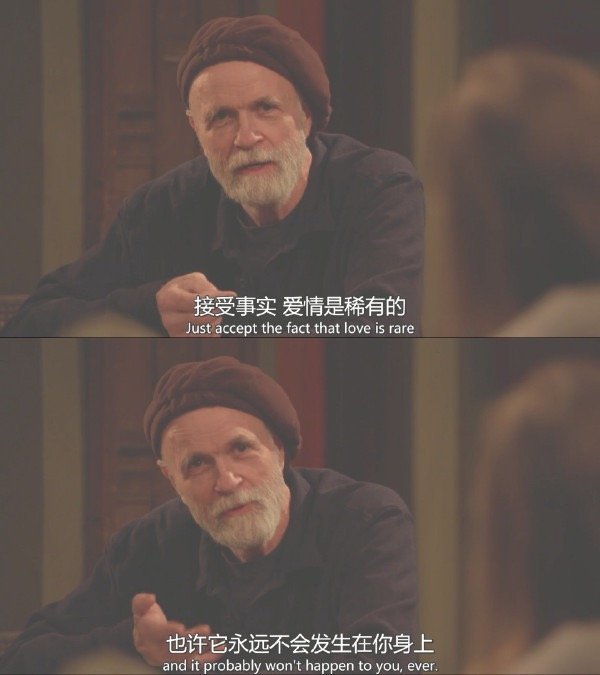 接受事实 爱情是稀有的
Just accept the fact that love is rare
也许它永远不会发生在你身上
and it probably won't happen to you, ever.